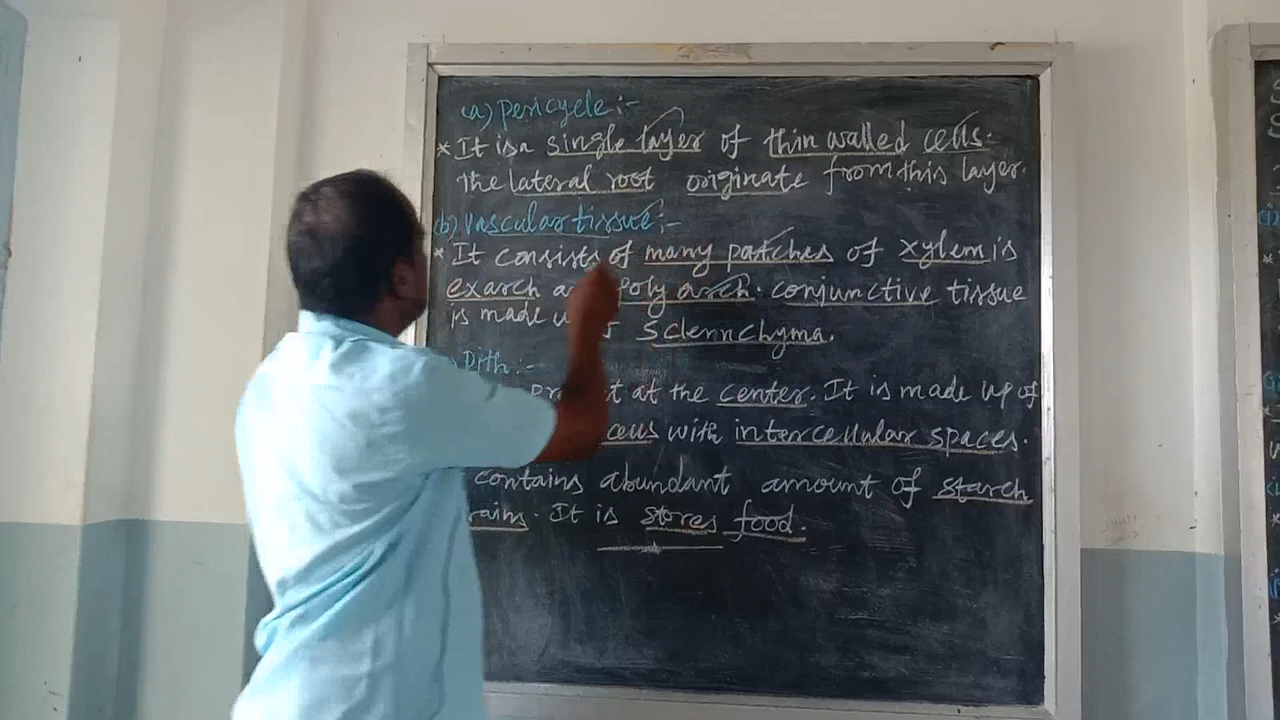 (a) Pericycle:-
* It is a single layer of thin walled cells.
The lateral root originate from this layer.
(b) Vascular tissue:-
* It consists of many patches of xylem is
exarch poly arch. conjunctive tissue
is made Sclennchyma.
Pith:-
at the center. It is made up of
cells with intercellular spaces.
contains abundant amount of starch
It is stores food.